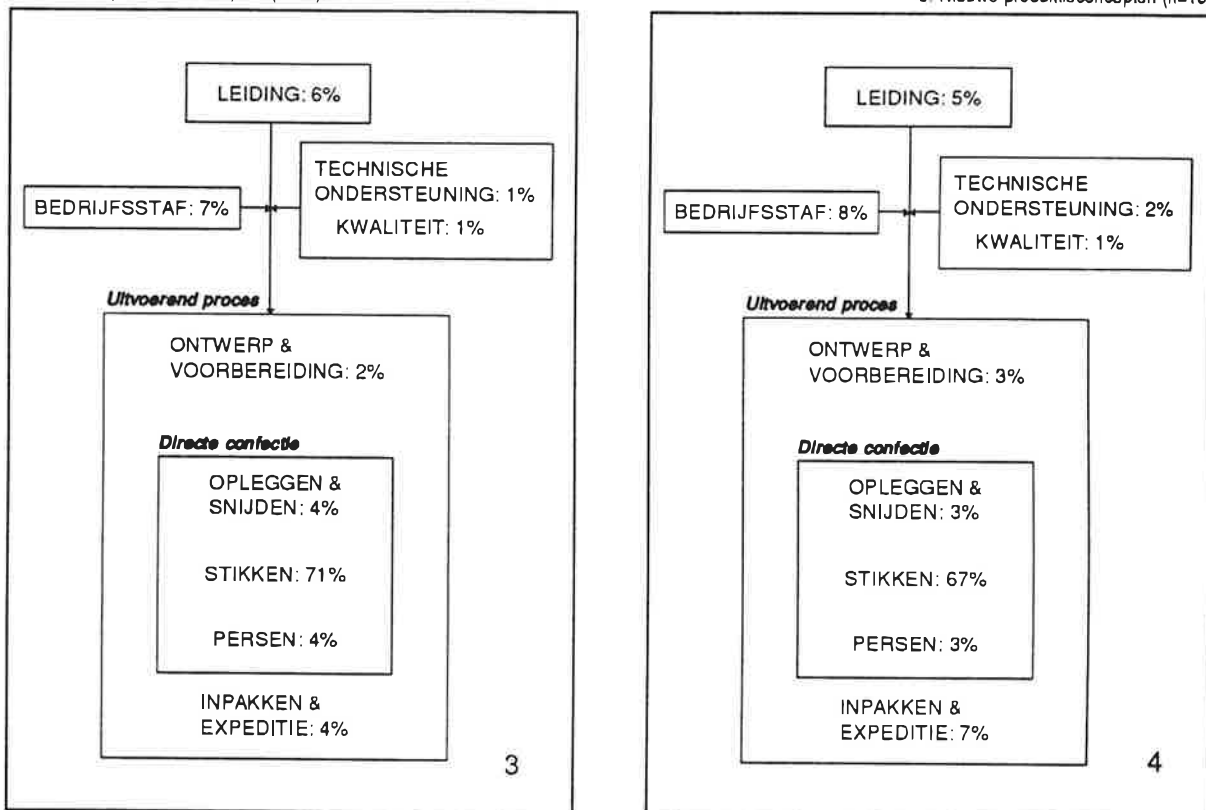 LEIDING: 6%
TECHNISCHE
ONDERSTEUNING: 1%
KWALITEIT: 1%
BEDRIJFSSTAF: 7%
Uitvoerend proces
ONTWERP &
VOORBEREIDING: 2%
Directe confectie
OPLEGGEN &
SNIJDEN: 4%
STIKKEN: 71%
PERSEN: 4%
INPAKKEN &
EXPEDITIE: 4%
3
LEIDING: 5%
TECHNISCHE
ONDERSTEUNING: 2%
KWALITEIT: 1%
BEDRIJFSSTAF: 8%
Uitvoerend proces
ONTWERP &
VOORBEREIDING: 3%
Directe confectie
OPLEGGEN &
SNIJDEN: 3%
STIKKEN: 67%
PERSEN: 3%
INPAKKEN &
EXPEDITIE: 7%
4